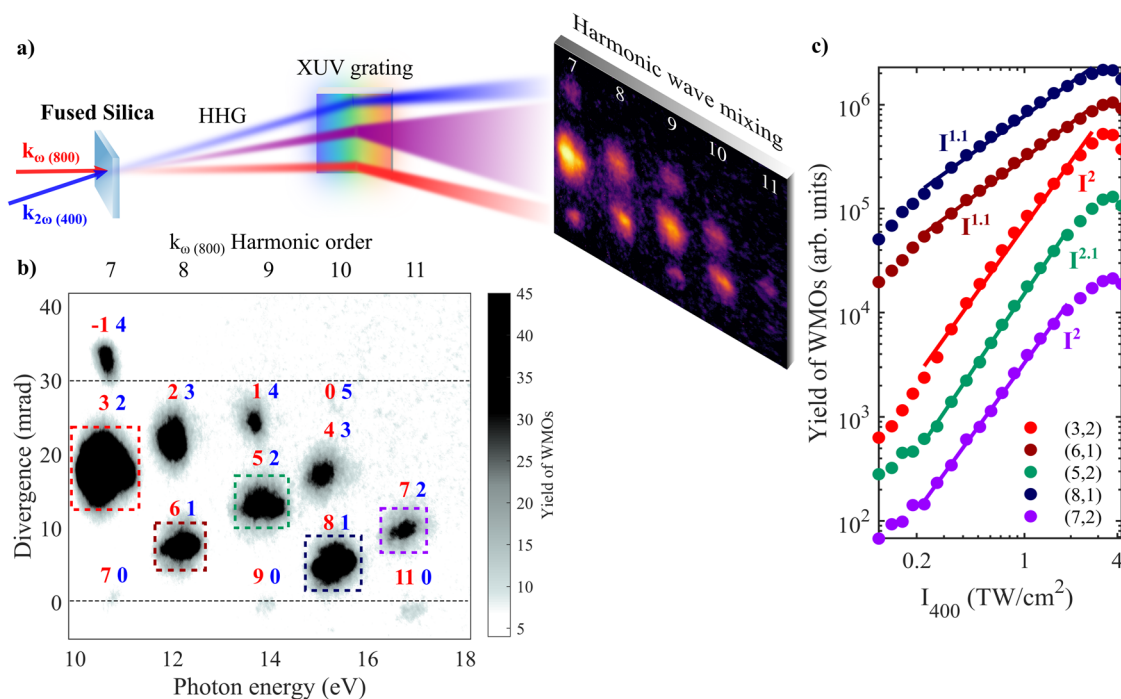 a)
XUV grating
HHG
Fused Silica
k_ω (800)
k_2ω (400)
Harmonic wave mixing
7
8
9
10
11
k_ω (800) Harmonic order
b)
7 8 9 10 11
Divergence (mrad)
40
30
20
10
0
-1 4
2 3
1 4
0 5
3 2
4 3
5 2
6 1
7 2
8 1
7 0
9 0
11 0
10 12 14 16 18
Photon energy (eV)
45
40
35
30
25
20
15
10
5
Yield of WMOs
c)
Yield of WMOs (arb. units)
10^6
10^5
10^4
10^3
10^2
I^1.1
I^1.1
I^2
I^2.1
I^2
(3,2)
(6,1)
(5,2)
(8,1)
(7,2)
0.2 1 4
I_400 (TW/cm^2)